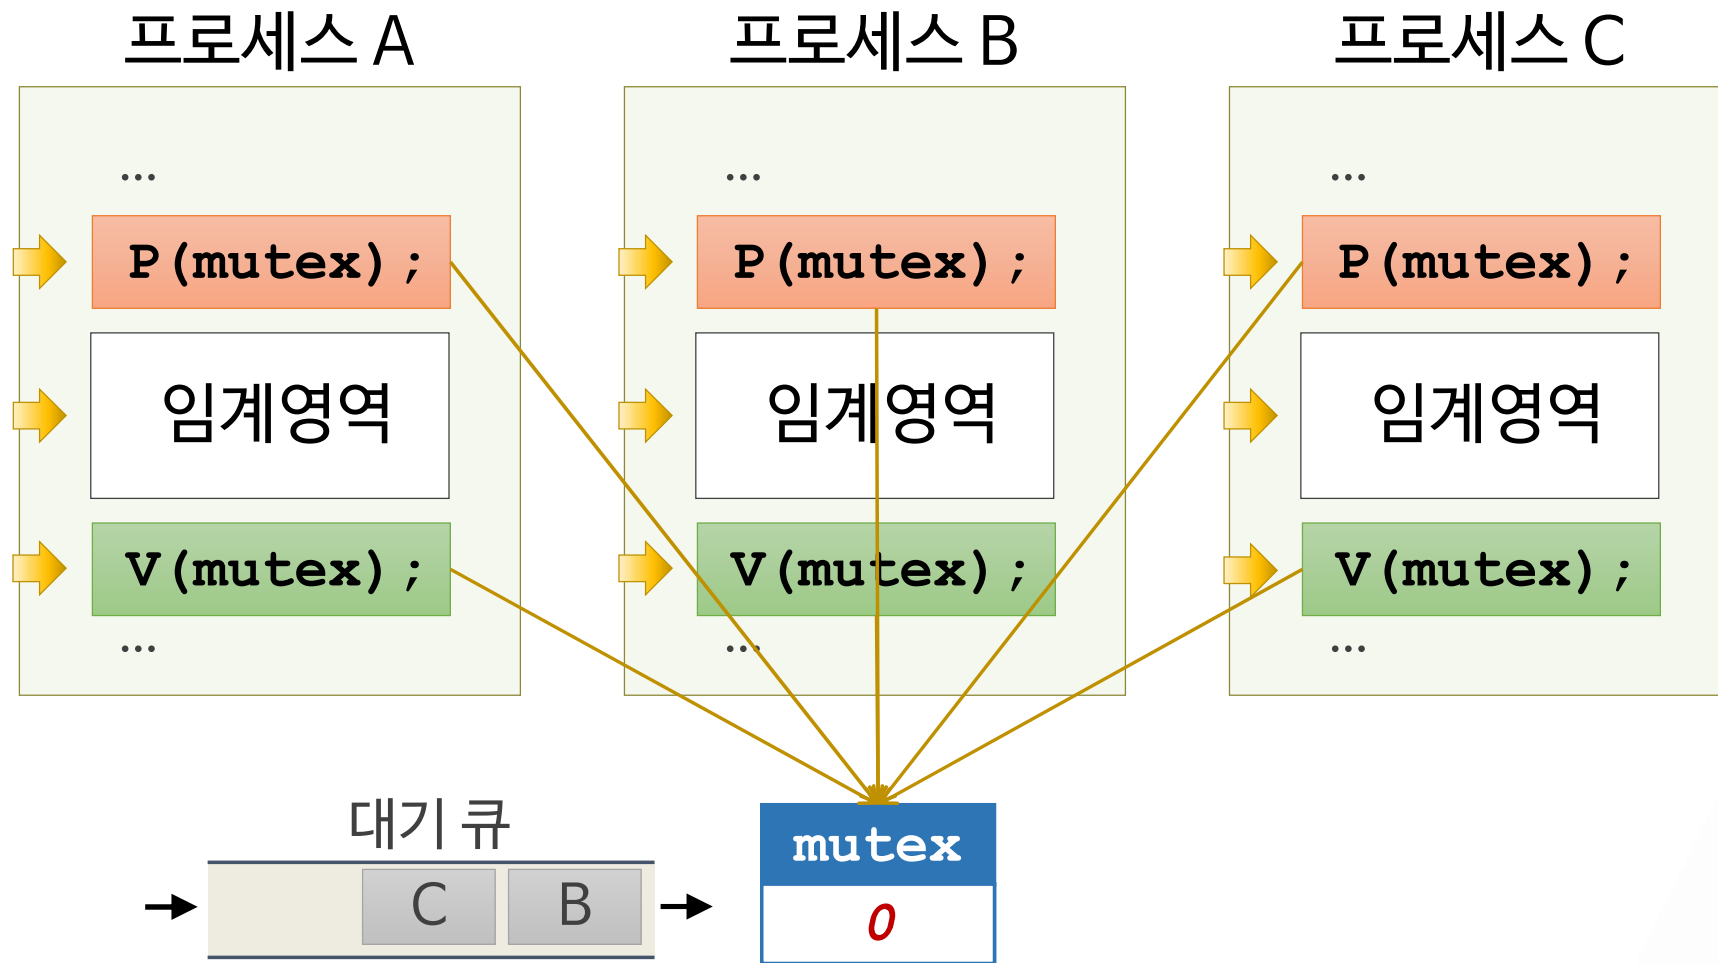 프로세스 A
...
P(mutex);
임계영역
V(mutex);
...
프로세스 B
...
P(mutex);
임계영역
V(mutex);
...
프로세스 C
...
P(mutex);
임계영역
V(mutex);
...
대기 큐
C B
mutex
0